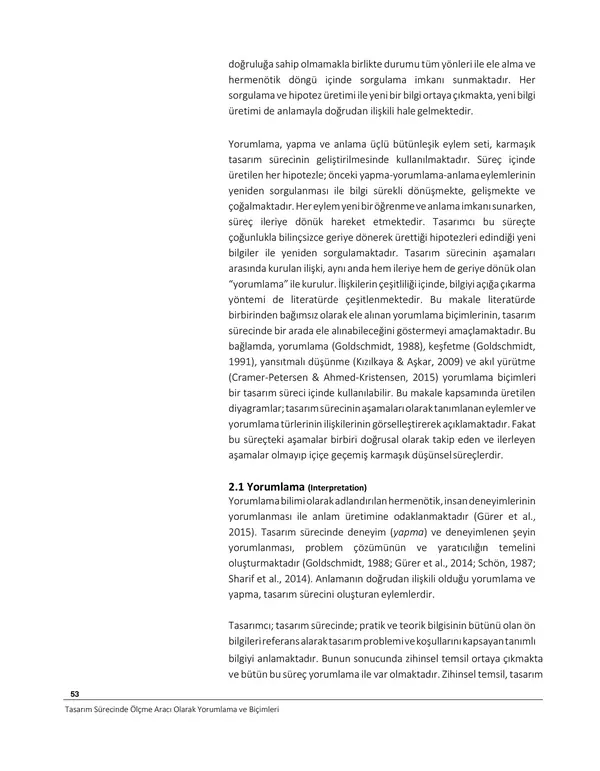 doğruluğa sahip olmamakla birlikte durumu tüm yönleri ile ele alma ve
hermenötik döngü içinde sorgulama imkanı sunmaktadır. Her
sorgulama ve hipotez üretimi ile yeni bir bilgi ortaya çıkmakta, yeni bilgi
üretimi de anlamayla doğrudan ilişkili hale gelmektedir.
Yorumlama, yapma ve anlama üçlü bütünleşik eylem seti, karmaşık
tasarım sürecinin geliştirilmesinde kullanılmaktadır. Süreç içinde
üretilen her hipotezle; önceki yapma-yorumlama-anlama eylemlerinin
yeniden sorgulanması ile bilgi sürekli dönüşmekte, gelişmekte ve
çoğalmaktadır. Her eylem yeni bir öğrenme ve anlama imkanı sunarken,
süreç ileriye dönük hareket etmektedir. Tasarımcı bu süreçte
çoğunlukla bilinçsizce geriye dönerek ürettiği hipotezleri edindiği yeni
bilgiler ile yeniden sorgulamaktadır. Tasarım sürecinin aşamaları
arasında kurulan ilişki, aynı anda hem ileriye hem de geriye dönük olan
“yorumlama” ile kurulur. İlişkilerin çeşitliliği içinde, bilgiyi açığa çıkarma
yöntemi de literatürde çeşitlenmektedir. Bu makale literatürde
birbirinden bağımsız olarak ele alınan yorumlama biçimlerinin, tasarım
sürecinde bir arada ele alınabileceğini göstermeyi amaçlamaktadır. Bu
bağlamda, yorumlama (Goldschmidt, 1988), keşfetme (Goldschmidt,
1991), yansıtmalı düşünme (Kızılkaya & Aşkar, 2009) ve akıl yürütme
(Cramer-Petersen & Ahmed-Kristensen, 2015) yorumlama biçimleri
bir tasarım süreci içinde kullanılabilir. Bu makale kapsamında üretilen
diyagramlar; tasarım sürecinin aşamaları olarak tanımlanan eylemler ve
yorumlama türlerinin ilişkilerinin görselleştirerek açıklamaktadır. Fakat
bu süreçteki aşamalar birbiri doğrusal olarak takip eden ve ilerleyen
aşamalar olmayıp içiçe geçmiş karmaşık düşünsel süreçlerdir.
2.1 Yorumlama (Interpretation)
Yorumlama bilimi olarak adlandırılan hermenötik, insan deneyimlerinin
yorumlanması ile anlam üretimine odaklanmaktadır (Gürer et al.,
2015). Tasarım sürecinde deneyim (yapma) ve deneyimlenen şeyin
yorumlanması, problem çözümünün ve yaratıcılığın temelini
oluşturmaktadır (Goldschmidt, 1988; Gürer et al., 2014; Schön, 1987;
Sharif et al., 2014). Anlamanın doğrudan ilişkili olduğu yorumlama ve
yapma, tasarım sürecini oluşturan eylemlerdir.
Tasarımcı; tasarım sürecinde; pratik ve teorik bilgisinin bütünü olan ön
bilgileri referans alarak tasarım problemi ve koşullarını kapsayan tanımlı
bilgiyi anlamaktadır. Bunun sonucunda zihinsel temsil ortaya çıkmakta
ve bütün bu süreç yorumlama ile var olmaktadır. Zihinsel temsil, tasarım
53
Tasarım Sürecinde Ölçme Aracı Olarak Yorumlama ve Biçimleri